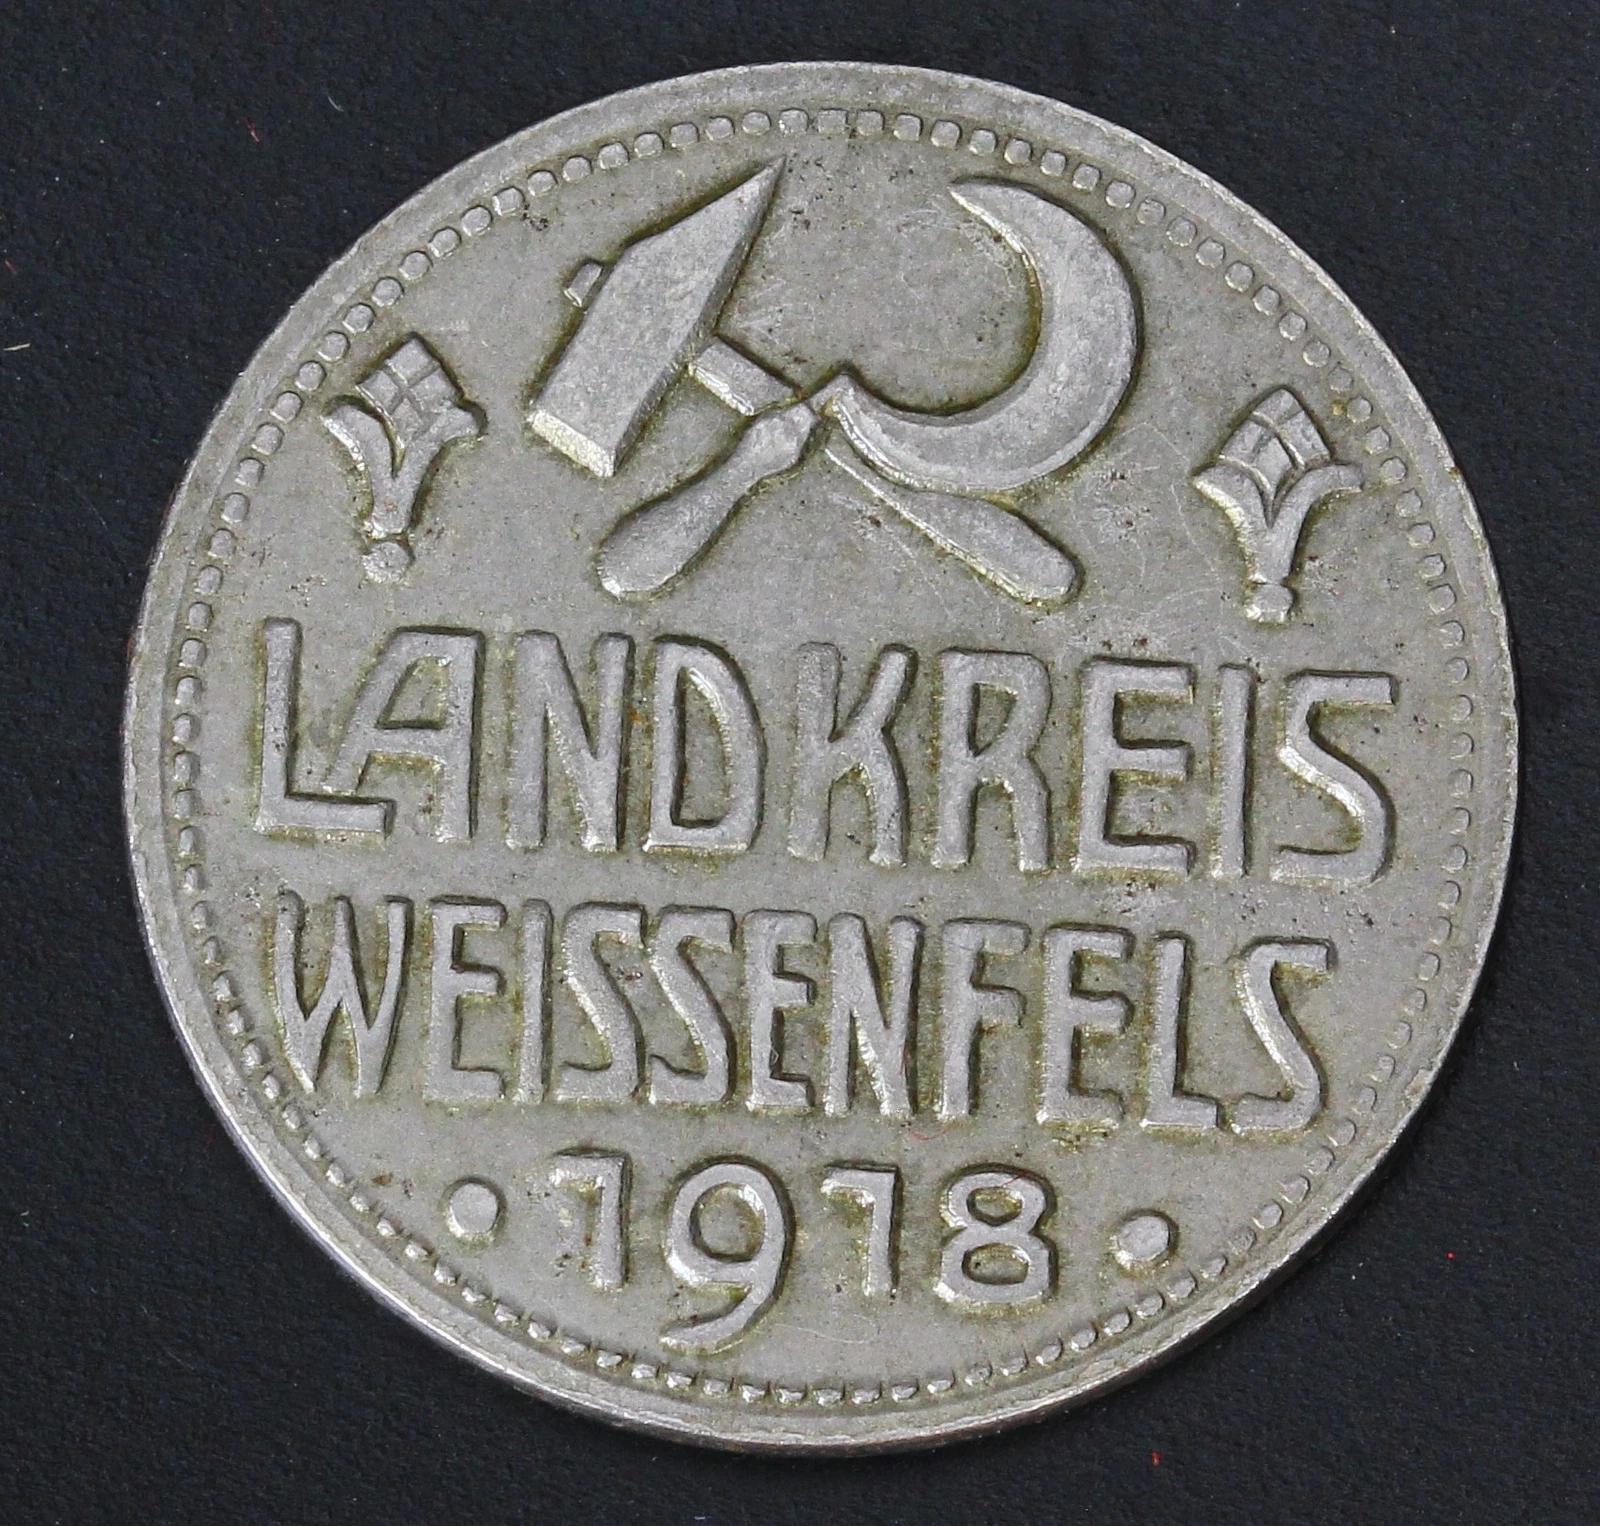 LANDKREIS
WEISSENFELS
• 1918 •